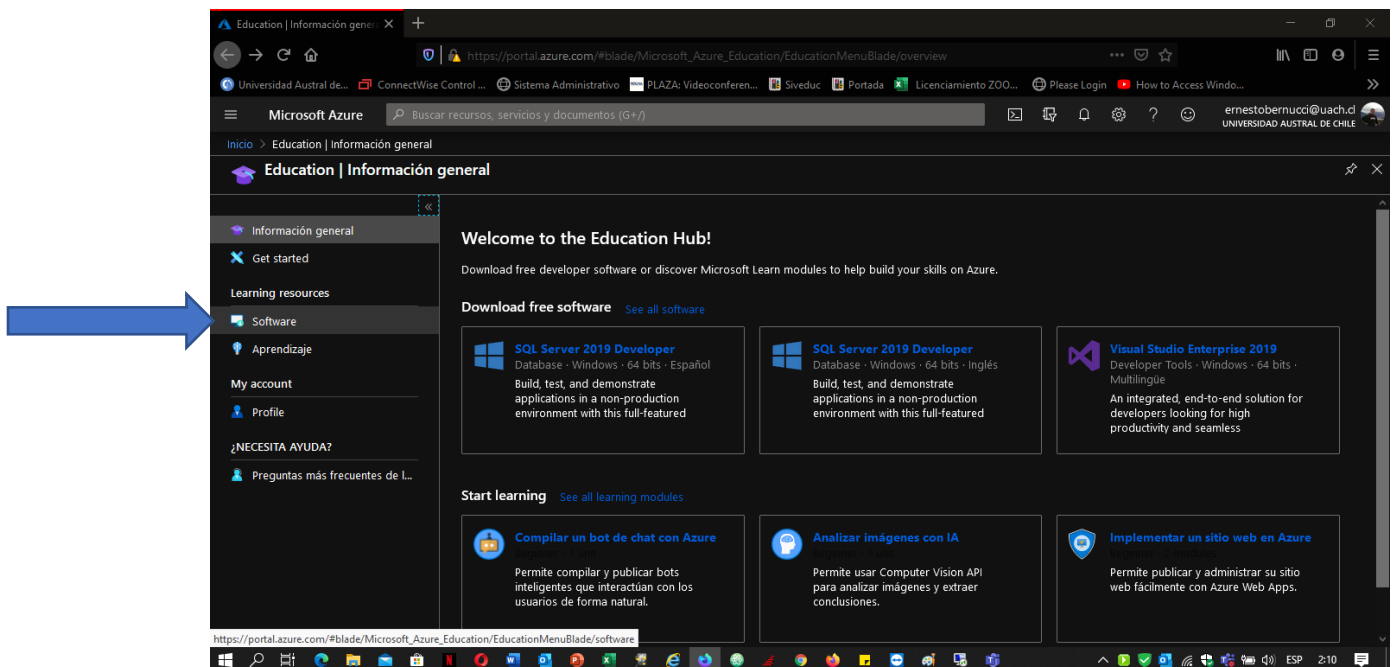 Education | Información gener
https://portal.azure.com/#blade/Microsoft_Azure_Education/EducationMenuBlade/overview
Universidad Austral de... ConnectWise Control ... Sistema Administrativo PLAZA: Videoconferen... Siveduc Portada Licenciamiento ZOO... Please Login How to Access Windo...
Microsoft Azure
Buscar recursos, servicios y documentos (G+/)
ernestobernucci@uach.cl
UNIVERSIDAD AUSTRAL DE CHILE
Inicio > Education | Información general
Education | Información general
Información general
Get started
Learning resources
Software
Aprendizaje
My account
Profile
¿NECESITA AYUDA?
Preguntas más frecuentes de l...
Welcome to the Education Hub!
Download free developer software or discover Microsoft Learn modules to help build your skills on Azure.
Download free software See all software
SQL Server 2019 Developer
Database · Windows · 64 bits · Español
Build, test, and demonstrate
applications in a non-production
environment with this full-featured
SQL Server 2019 Developer
Database · Windows · 64 bits · Inglés
Build, test, and demonstrate
applications in a non-production
environment with this full-featured
Visual Studio Enterprise 2019
Developer Tools · Windows · 64 bits ·
Multilingüe
An integrated, end-to-end solution for
developers looking for high
productivity and seamless
Start learning See all learning modules
Compilar un bot de chat con Azure
Beginner · 1 unit
Permite compilar y publicar bots
inteligentes que interactúan con los
usuarios de forma natural.
Analizar imágenes con IA
Permite usar Computer Vision API
para analizar imágenes y extraer
conclusiones.
Implementar un sitio web en Azure
Permite publicar y administrar su sitio
web fácilmente con Azure Web Apps.
https://portal.azure.com/#blade/Microsoft_Azure_Education/EducationMenuBlade/software
ESP 2:10